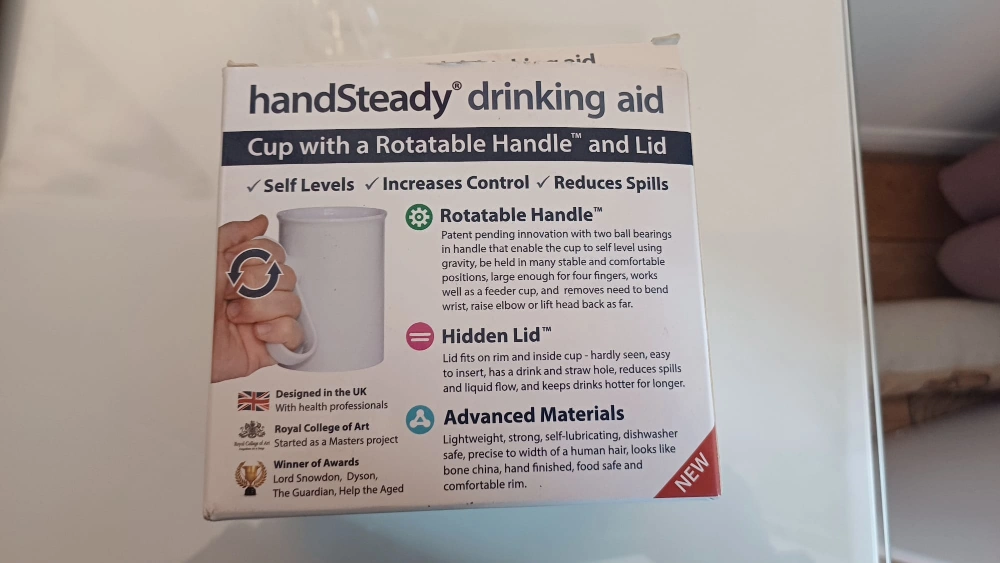 king aid
handSteady® drinking aid
Cup with a Rotatable Handle™ and Lid
✓ Self Levels ✓ Increases Control ✓ Reduces Spills
Rotatable Handle™
Patent pending innovation with two ball bearings
in handle that enable the cup to self level using
gravity, be held in many stable and comfortable
positions, large enough for four fingers, works
well as a feeder cup, and removes need to bend
wrist, raise elbow or lift head back as far.
Hidden Lid™
Lid fits on rim and inside cup - hardly seen, easy
to insert, has a drink and straw hole, reduces spills
and liquid flow, and keeps drinks hotter for longer.
Designed in the UK
With health professionals
Royal College of Art
Royal College of Art
Started as a Masters project
Winner of Awards
Lord Snowdon, Dyson,
The Guardian, Help the Aged
Advanced Materials
Lightweight, strong, self-lubricating, dishwasher
safe, precise to width of a human hair, looks like
bone china, hand finished, food safe and
comfortable rim.
NEW